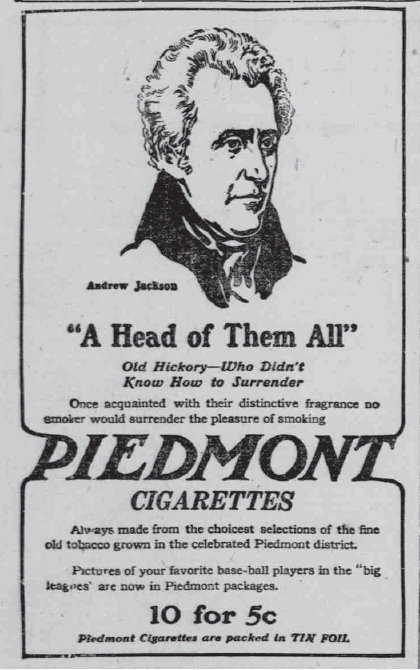 Andrew Jackson
"A Head of Them All"
Old Hickory—Who Didn't
Know How to Surrender
Once acquainted with their distinctive fragrance no
smoker would surrender the pleasure of smoking
PIEDMONT
CIGARETTES
Always made from the choicest selections of the fine
old tobacco grown in the celebrated Piedmont district.
Pictures of your favorite base-ball players in the "big
leagues' are now in Piedmont packages.
10 for 5c
Piedmont Cigarettes are packed in TIN FOIL